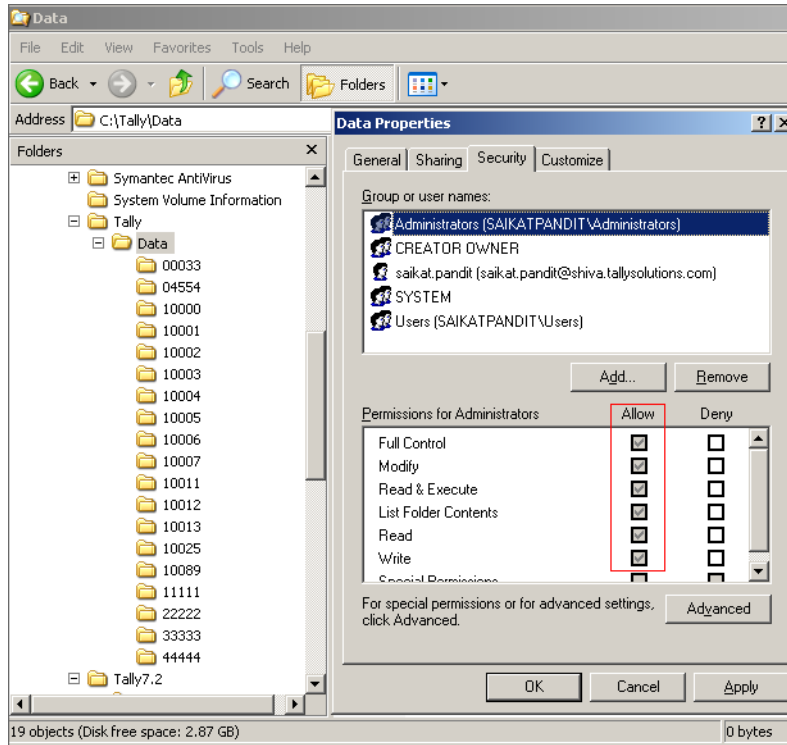 Data
File Edit View Favorites Tools Help
Back Search Folders
Address C:\Tally\Data
Folders
Symantec AntiVirus
System Volume Information
Tally
Data
00033
04554
10000
10001
10002
10003
10004
10005
10006
10007
10011
10012
10013
10025
10089
11111
22222
33333
44444
Tally7.2
19 objects (Disk free space: 2.87 GB)
0 bytes
Data Properties
General Sharing Security Customize
Group or user names:
Administrators (SAIKATPANDIT\Administrators)
CREATOR OWNER
saikat.pandit (saikat.pandit@shiva.tallysolutions.com)
SYSTEM
Users (SAIKATPANDIT\Users)
Add... Remove
Permissions for Administrators Allow Deny
Full Control
Modify
Read & Execute
List Folder Contents
Read
Write
Special Permissions
For special permissions or for advanced settings,
click Advanced.
Advanced
OK Cancel Apply